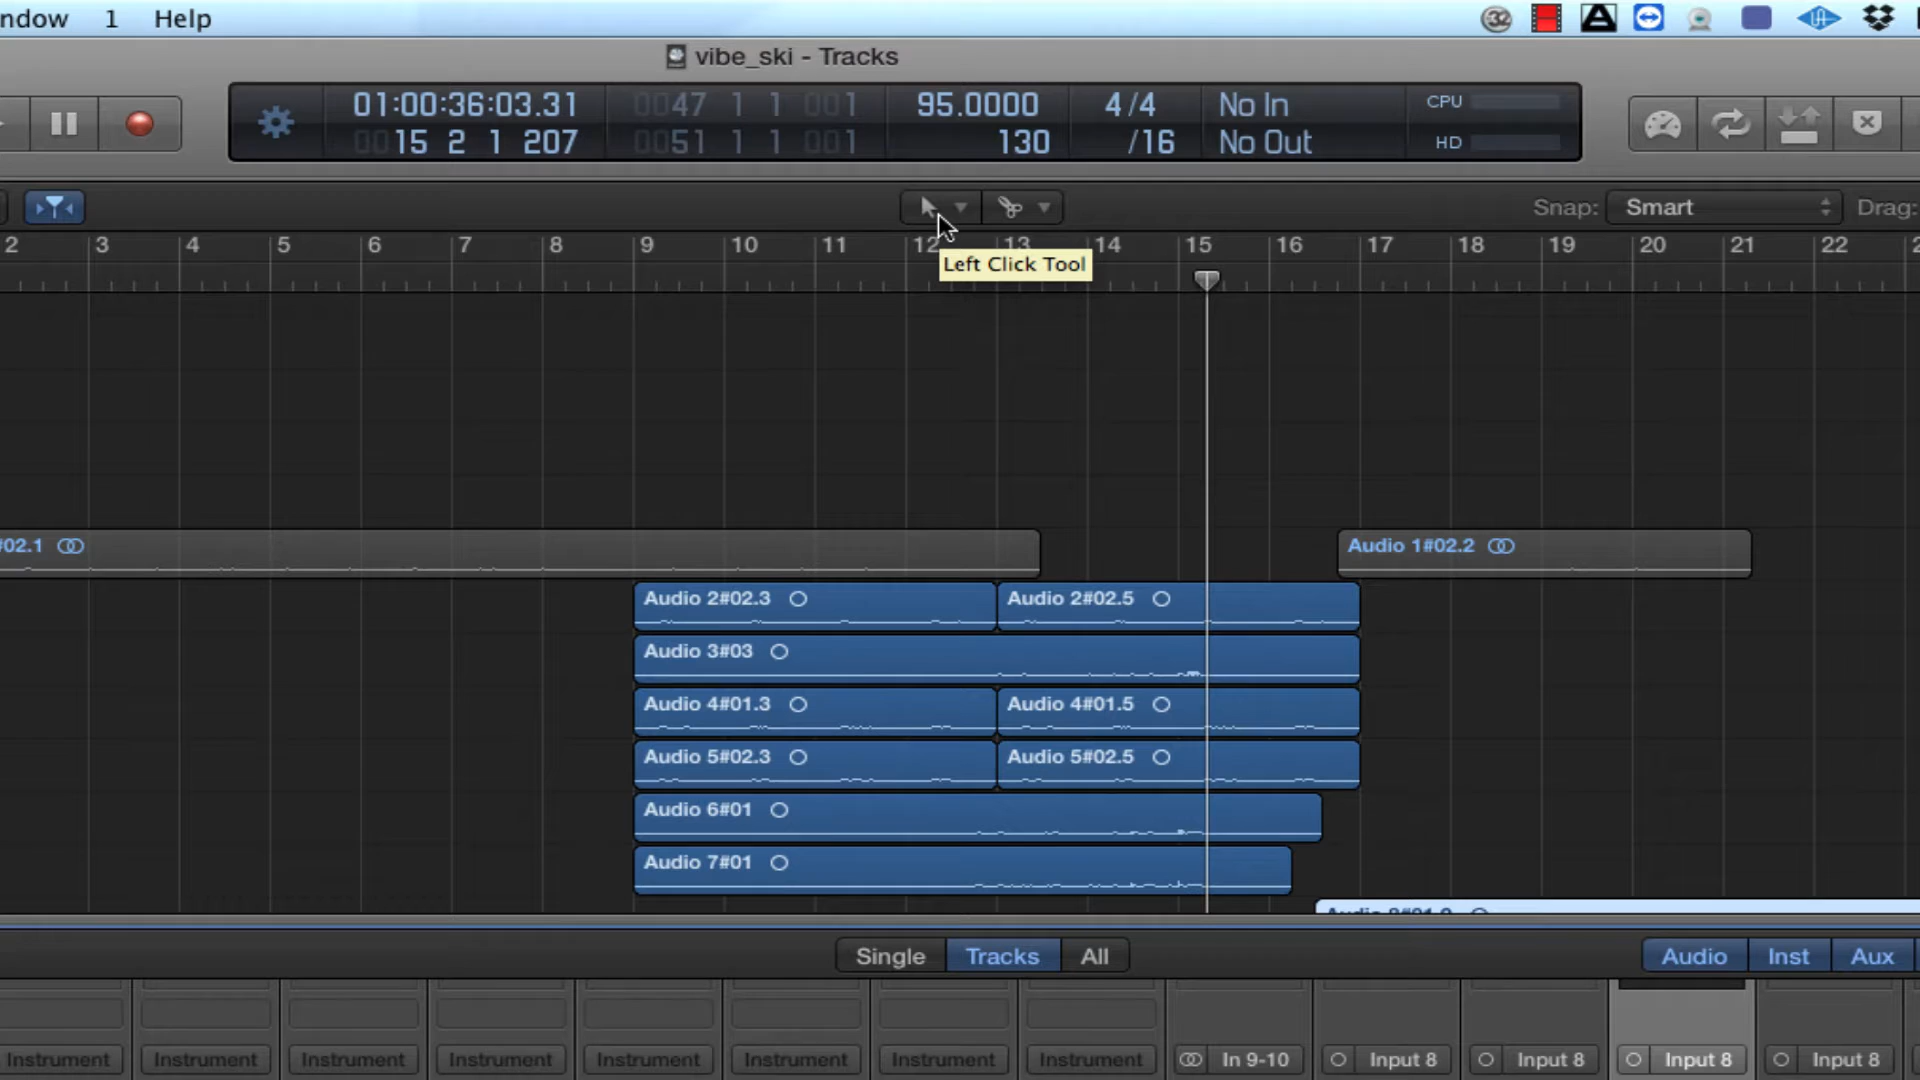 ndow 1 Help
32
vibe_ski - Tracks
01:00:36:03.31 0047 1 1 001 95.0000 4/4 No In CPU
0015 2 1 207 0051 1 1 001 130 /16 No Out HD
Snap: Smart Drag:
2 3 4 5 6 7 8 9 10 11 12 13 14 15 16 17 18 19 20 21 22
Left Click Tool
#02.1 Audio 1#02.2
Audio 2#02.3 Audio 2#02.5
Audio 3#03
Audio 4#01.3 Audio 4#01.5
Audio 5#02.3 Audio 5#02.5
Audio 6#01
Audio 7#01
Single Tracks All Audio Inst Aux
Instrument Instrument Instrument Instrument Instrument Instrument Instrument Instrument In 9-10 Input 8 Input 8 Input 8 Input 8